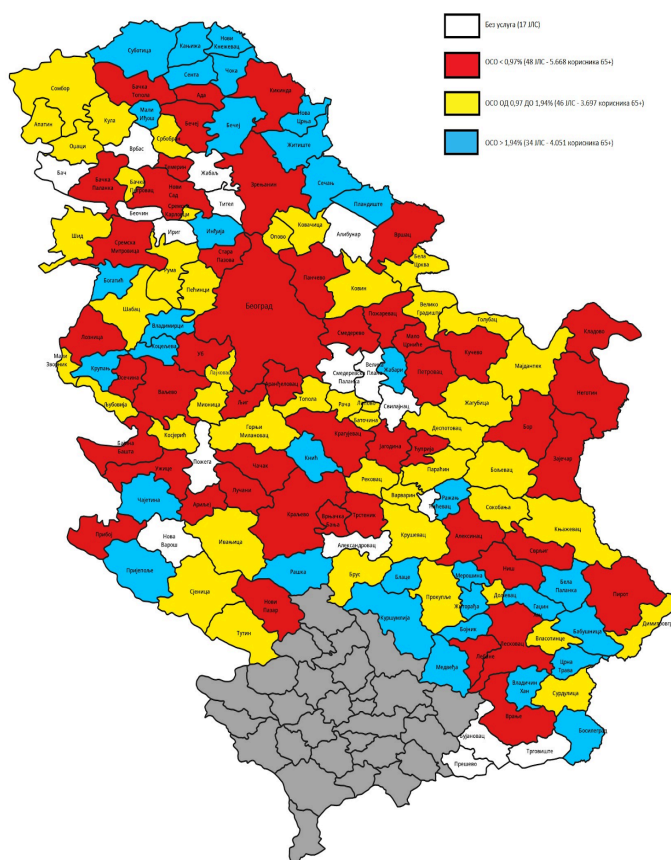 Без услуга (17 ЈЛС)
ОСО < 0,97% (48 ЈЛС - 5.668 корисника 65+)
ОСО ОД 0,97 ДО 1,94% (46 ЈЛС - 3.697 корисника 65+)
ОСО > 1,94% (34 ЈЛС - 4.051 корисника 65+)
Суботица
Кањижа
Нови
Кнежевац
Сента
Чока
Сомбор
Бачка
Топола
Ада
Кикинда
Апатин
Кула
Мали
Иђош
Бечеј
Бечеј
Нова
Црња
Оџаци
Врбас
Србобран
Житиште
Бач
Бачка
Паланка
Бачки
Петровац
Темерин
Нови
Сад
Жабаљ
Зрењанин
Сечањ
Пландиште
Беочин
Сремски
Карловци
Тител
Шид
Сремска
Митровица
Ириг
Инђија
Опово
Ковачица
Алибунар
Вршац
Рума
Стара
Пазова
Бела
Црква
Богатић
Пећинци
Панчево
Ковин
Шабац
Београд
Велико
Градиште
Голубац
Владимирци
Пожаревац
Лозница
Коцељева
Смедерево
Мало
Црниће
Кучево
Кладово
Мали
Зворник
Крупањ
Уб
Лајковац
Смедеревска
Паланка
Велика
Плана
Жабари
Петровац
Мајданпек
Неготин
Осечина
Ваљево
Љубовија
Мионица
Љиг
Аранђеловац
Топола
Рача
Лапово
Баточина
Свилајнац
Жагубица
Косјерић
Горњи
Милановац
Крагујевац
Деспотовац
Бор
Бајина
Башта
Јагодина
Ћуприја
Зајечар
Ужице
Пожега
Чачак
Кнић
Параћин
Бољевац
Чајетина
Ариље
Лучани
Рековац
Варварин
Ћићевац
Ражањ
Сокобања
Краљево
Врњачка
Бања
Трстеник
Књажевац
Прибој
Нова
Варош
Ивањица
Александровац
Крушевац
Алексинац
Сврљиг
Пријепоље
Рашка
Брус
Блаце
Мерошина
Ниш
Бела
Паланка
Пирот
Сјеница
Нови
Пазар
Прокупље
Житорађа
Дољевац
Гаџин
Бабушница
Димитровград
Тутин
Куршумлија
Бојник
Лесковац
Власотинце
Медвеђа
Лебане
Црна
Трава
Владичин
Хан
Сурдулица
Врање
Босилеград
Бујановац
Прешево
Трговиште